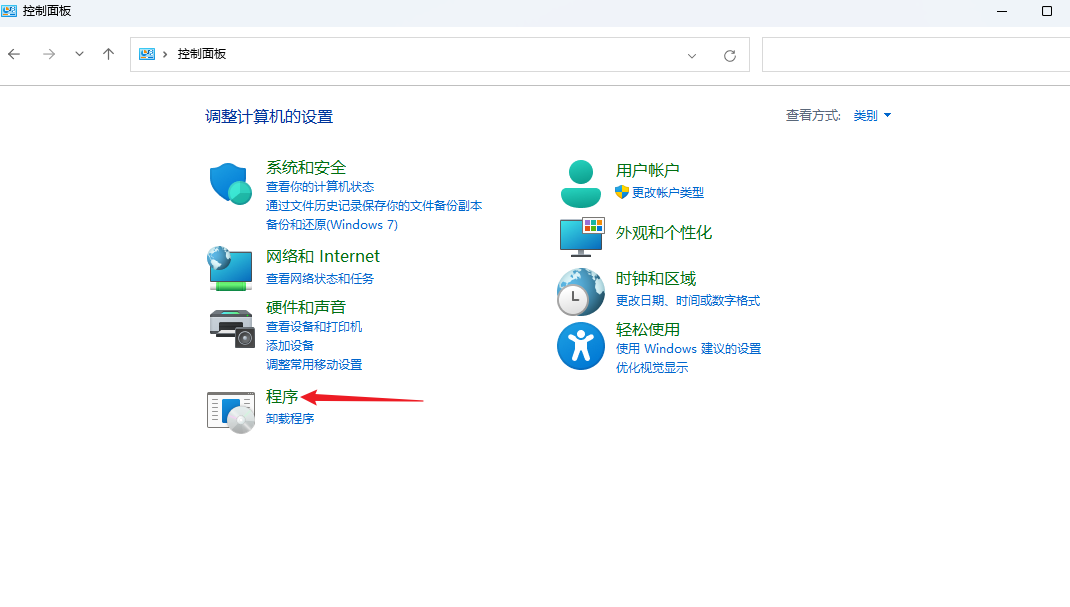 控制面板
控制面板
调整计算机的设置
查看方式: 类别
系统和安全
查看你的计算机状态
通过文件历史记录保存你的文件备份副本
备份和还原(Windows 7)
网络和 Internet
查看网络状态和任务
硬件和声音
查看设备和打印机
添加设备
调整常用移动设置
程序
卸载程序
用户帐户
更改帐户类型
外观和个性化
时钟和区域
更改日期、时间或数字格式
轻松使用
使用 Windows 建议的设置
优化视觉显示